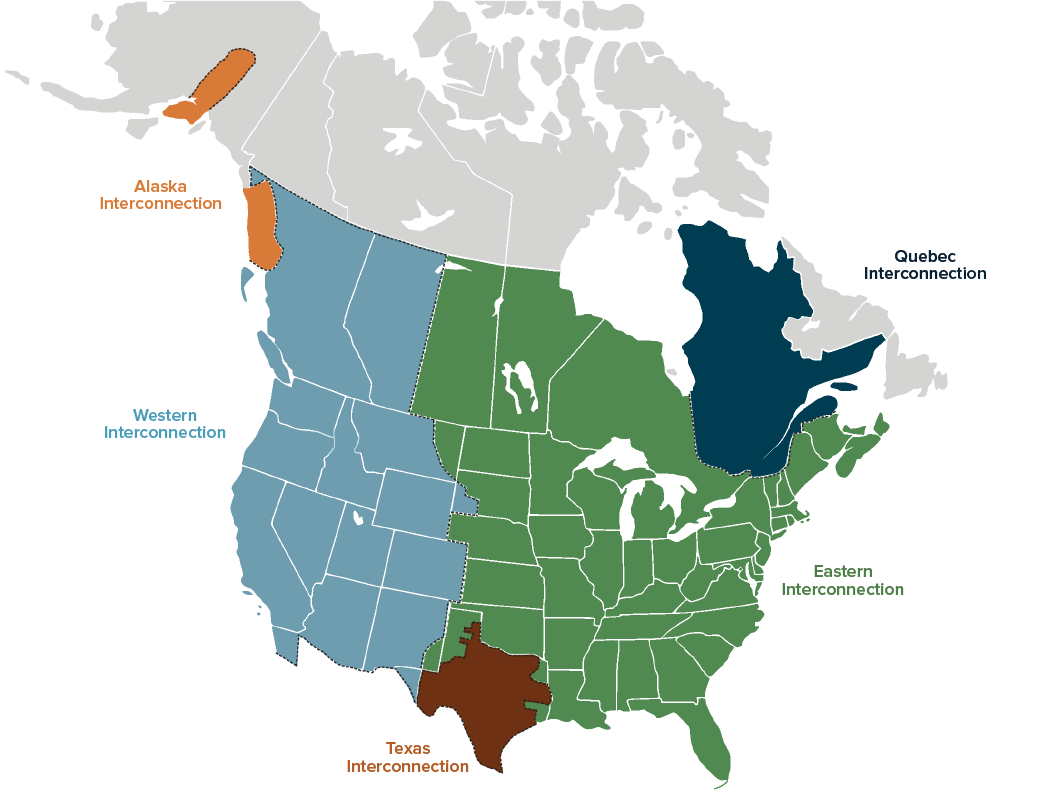 Alaska
Interconnection
Quebec
Interconnection
Western
Interconnection
Eastern
Interconnection
Texas
Interconnection